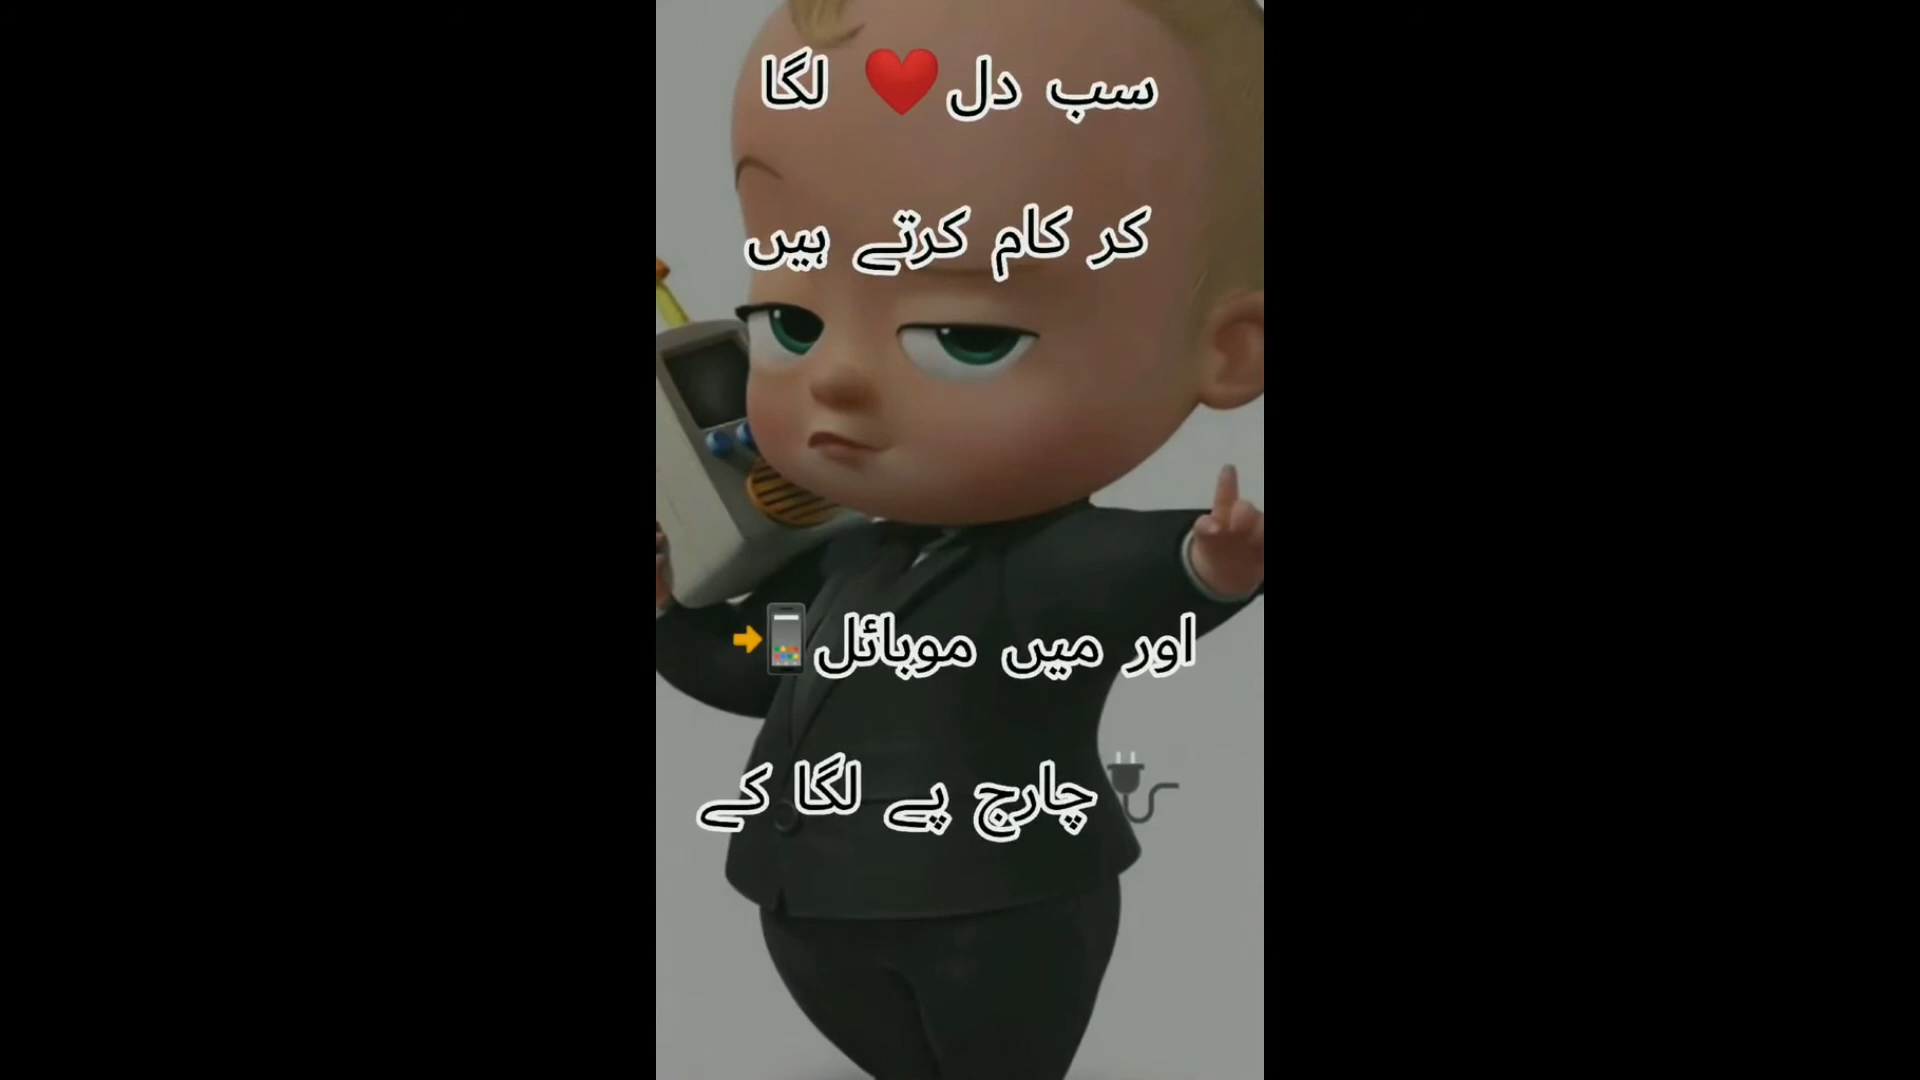 سب دل❤️ لگا
کر کام کرتے ہیں
اور میں موبائل📲
🔌چارج پے لگا کے